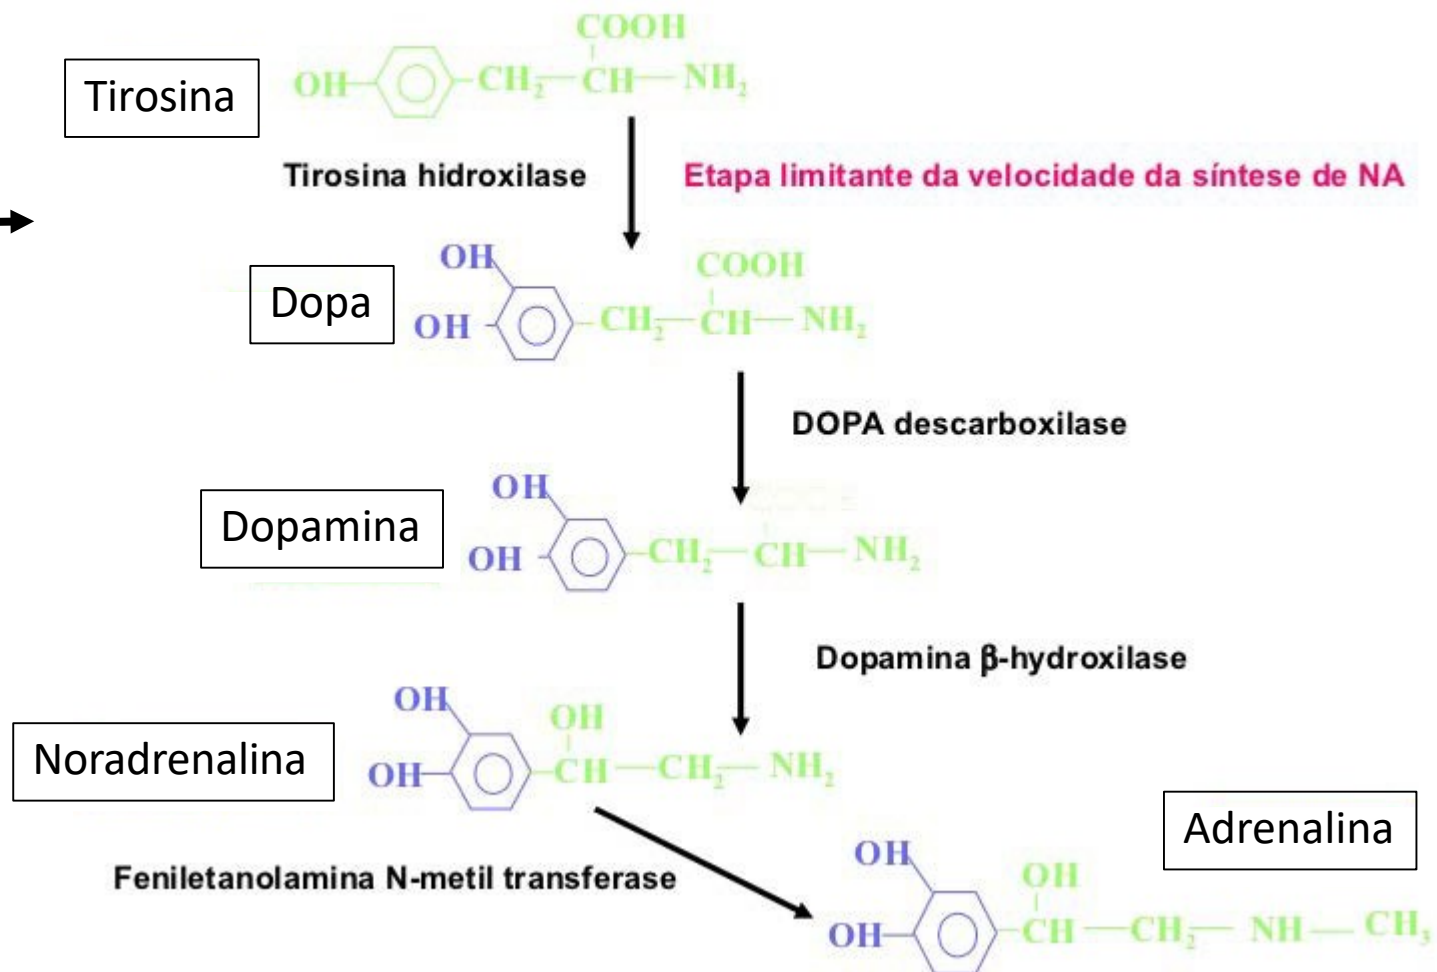 COOH
Tirosina
OH CH₂ CH NH₂
Tirosina hidroxilase
Etapa limitante da velocidade da síntese de NA
OH
COOH
Dopa
OH CH₂ CH NH₂
DOPA descarboxilase
OH
Dopamina
OH CH₂ CH NH₂
Dopamina β-hydroxilase
OH
OH
Noradrenalina
OH CH CH₂ NH₂
Feniletanolamina N-metil transferase
Adrenalina
OH
OH
OH CH CH₂ NH CH₃